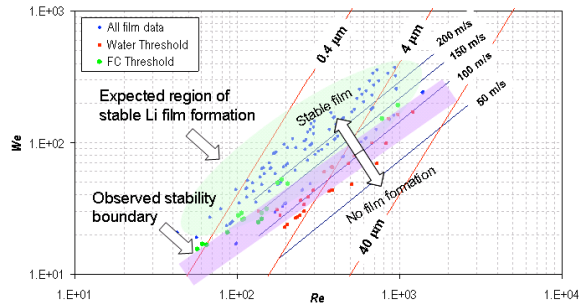 1.E+03
All film data
Water Threshold
FC Threshold
0.4 µm
4 µm
200 m/s
150 m/s
100 m/s
50 m/s
Expected region of
stable Li film formation
Stable film
We
1.E+02
Observed stability
boundary
No film formation
40 µm
1.E+01
1.E+01
1.E+02
Re
1.E+03
1.E+04